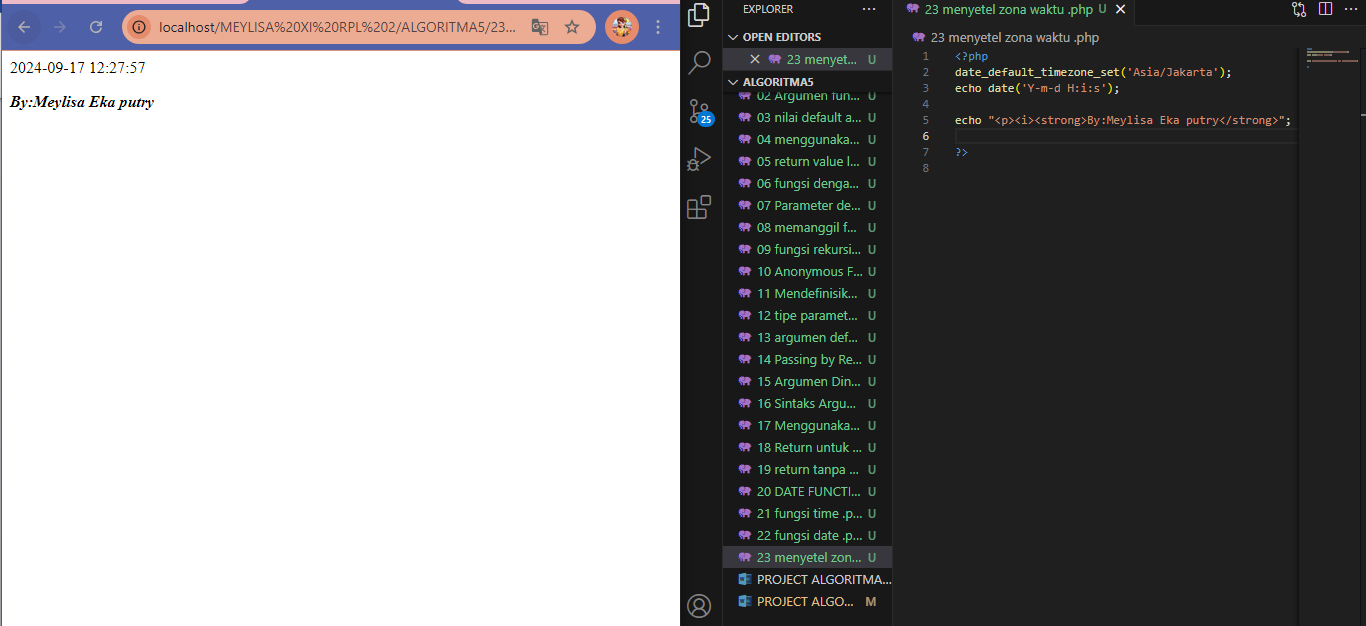 localhost/MEYLISA%20XI%20RPL%202/ALGORITMA5/23...
2024-09-17 12:27:57
By:Meylisa Eka putry
EXPLORER
OPEN EDITORS
23 menyet... U
ALGORITMA5
02 Argumen fun... U
03 nilai default a... U
04 menggunaka... U
05 return value l... U
06 fungsi denga... U
07 Parameter de... U
08 memanggil f... U
09 fungsi rekursi... U
10 Anonymous F... U
11 Mendefinisik... U
12 tipe paramet... U
13 argumen def... U
14 Passing by Re... U
15 Argumen Din... U
16 Sintaks Argu... U
17 Menggunaka... U
18 Return untuk ... U
19 return tanpa ... U
20 DATE FUNCTI... U
21 fungsi time .p... U
22 fungsi date .p... U
23 menyetel zon... U
PROJECT ALGORITMA...
PROJECT ALGO... M
25
23 menyetel zona waktu .php U
23 menyetel zona waktu .php
1 <?php
2 date_default_timezone_set('Asia/Jakarta');
3 echo date('Y-m-d H:i:s');
4
5 echo "<p><i><strong>By:Meylisa Eka putry</strong>";
6
7 ?>
8